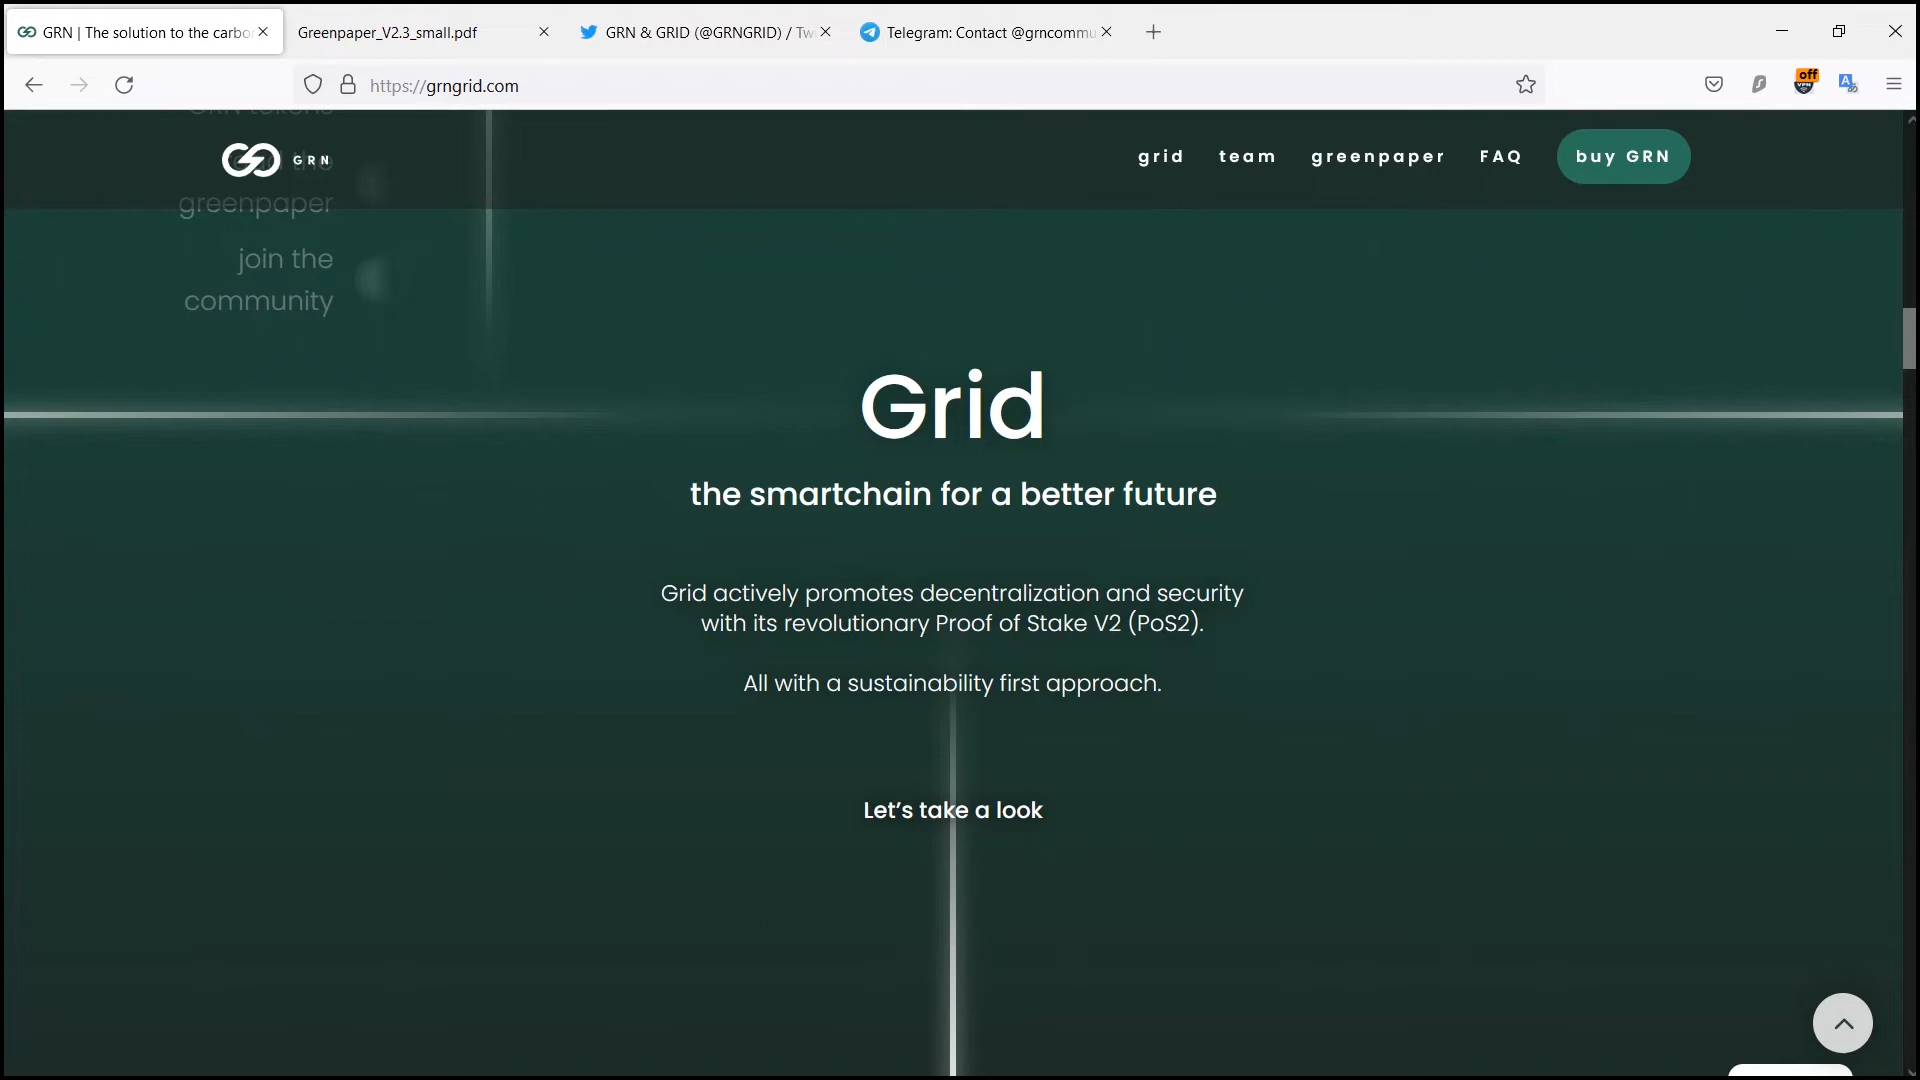 GRN | The solution to the carbo
Greenpaper_V2.3_small.pdf
GRN & GRID (@GRNGRID) / Tw
Telegram: Contact @grncommu
https://grngrid.com
off
GRN tokens
GRN
the
greenpaper
grid
team
greenpaper
FAQ
buy GRN
join the
community
Grid
the smartchain for a better future
Grid actively promotes decentralization and security
with its revolutionary Proof of Stake V2 (PoS2).
All with a sustainability first approach.
Let's take a look